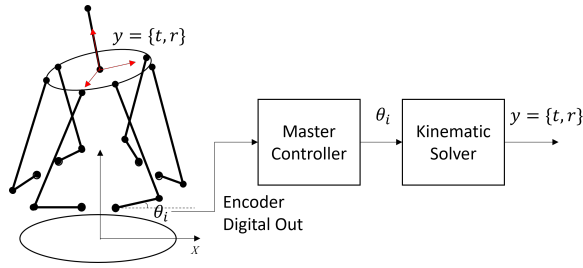 y = {t, r}
θᵢ
X
Encoder
Digital Out
Master
Controller
θᵢ
Kinematic
Solver
y = {t, r}